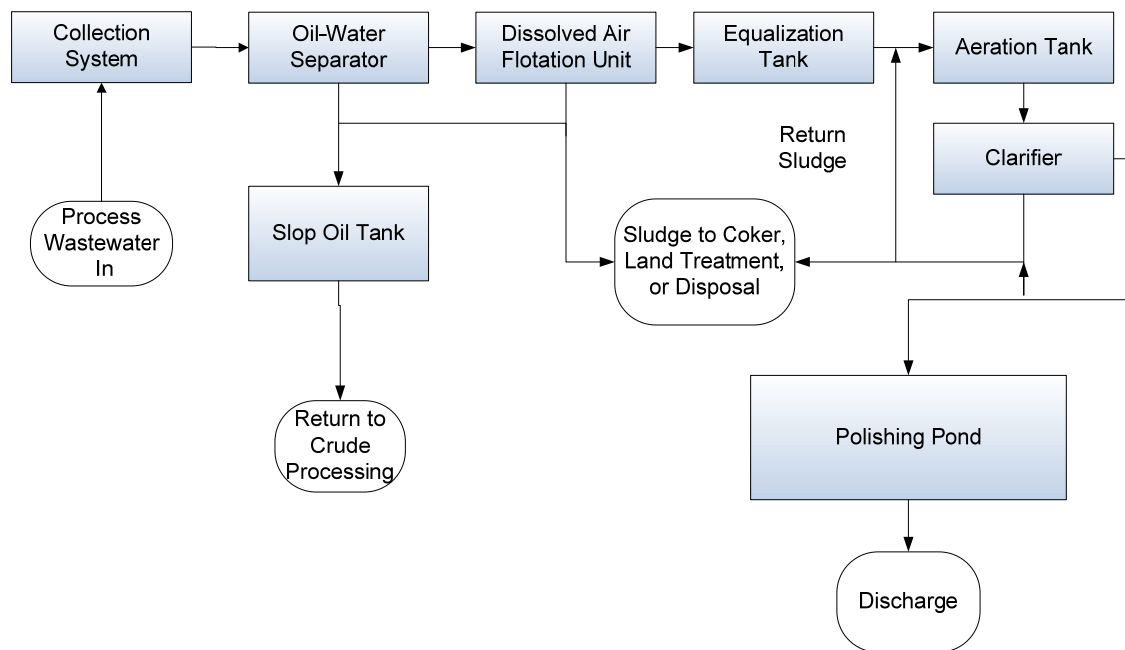 Collection
System
Oil-Water
Separator
Dissolved Air
Flotation Unit
Equalization
Tank
Aeration Tank
Return
Sludge
Clarifier
Process
Wastewater
In
Slop Oil Tank
Sludge to Coker,
Land Treatment,
or Disposal
Return to
Crude
Processing
Polishing Pond
Discharge